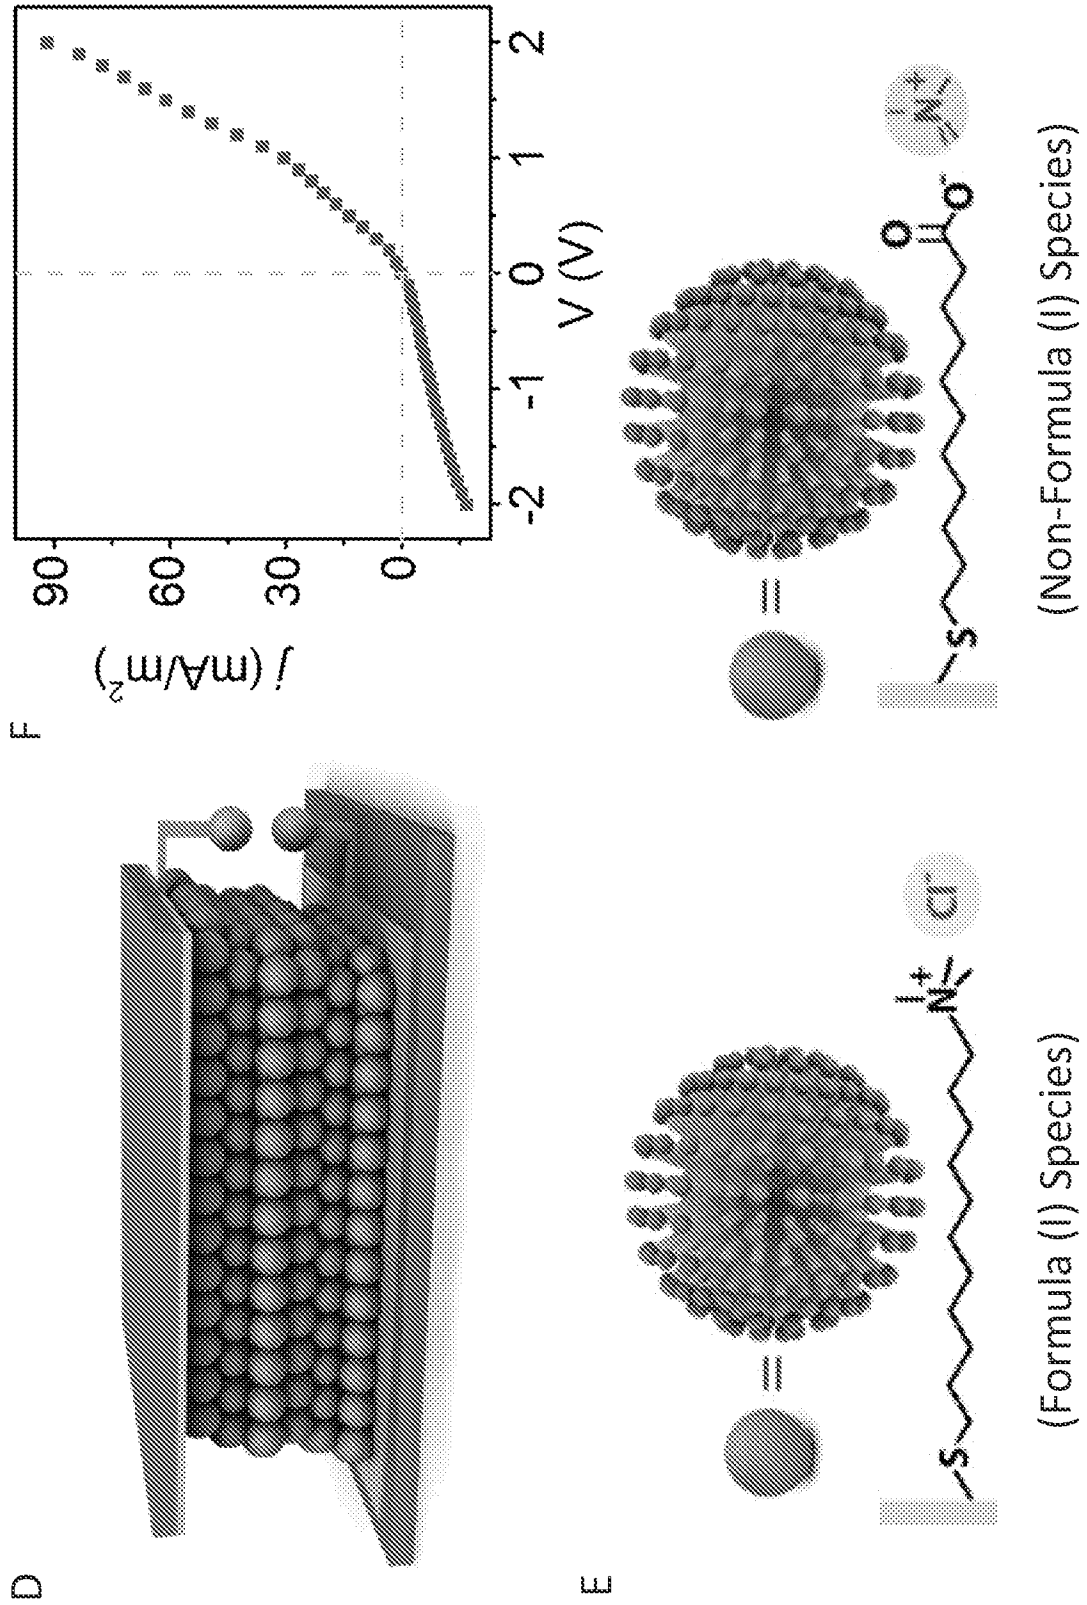 D
F
j (mA/m²)
90
60
30
0
-2
-1
0
1
2
V (V)
E
=
S
N
+
Cl⁻
(Formula (I) Species)
=
S
O
O⁻
N
+
(Non-Formula (I) Species)